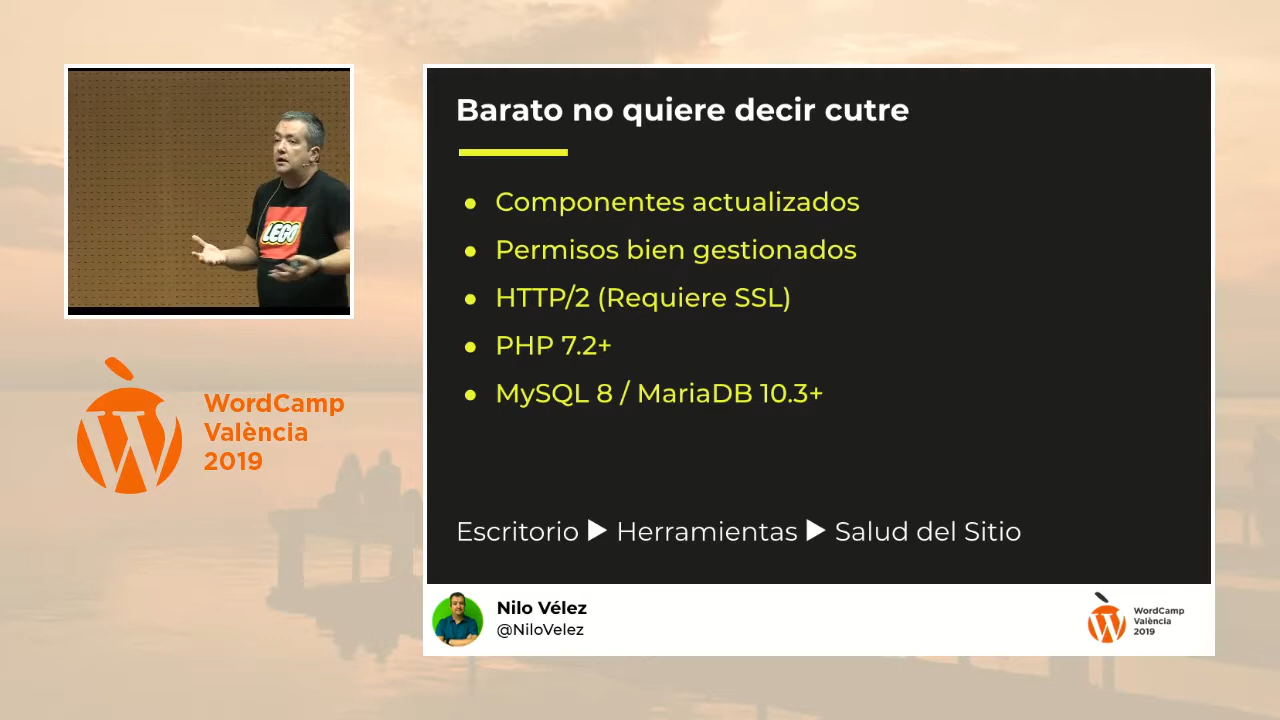 LEGO
WordCamp
València
2019
Barato no quiere decir cutre
● Componentes actualizados
● Permisos bien gestionados
● HTTP/2 (Requiere SSL)
● PHP 7.2+
● MySQL 8 / MariaDB 10.3+
Escritorio ▶ Herramientas ▶ Salud del Sitio
Nilo Vélez
@NiloVelez
WordCamp
València
2019